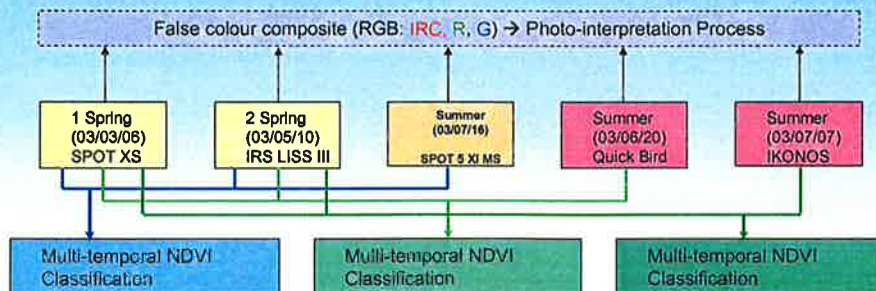 False colour composite (RGB: IRC, R, G) → Photo-interpretation Process
1 Spring
(03/03/06)
SPOT XS
2 Spring
(03/05/10)
IRS LISS III
Summer
(03/07/16)
SPOT 5 XI MS
Summer
(03/06/20)
Quick Bird
Summer
(03/07/07)
IKONOS
Multi-temporal NDVI
Classification
Multi-temporal NDVI
Classification
Multi-temporal NDVI
Classification